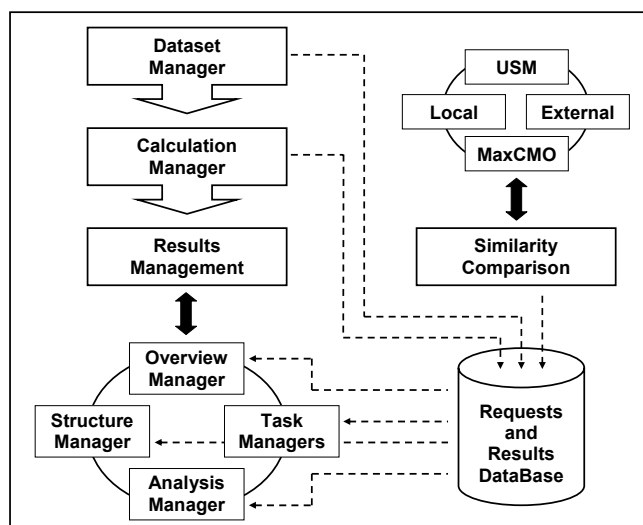 Dataset
Manager
Calculation
Manager
Results
Management
Overview
Manager
Structure
Manager
Task
Managers
Analysis
Manager
USM
Local
External
MaxCMO
Similarity
Comparison
Requests
and
Results
DataBase